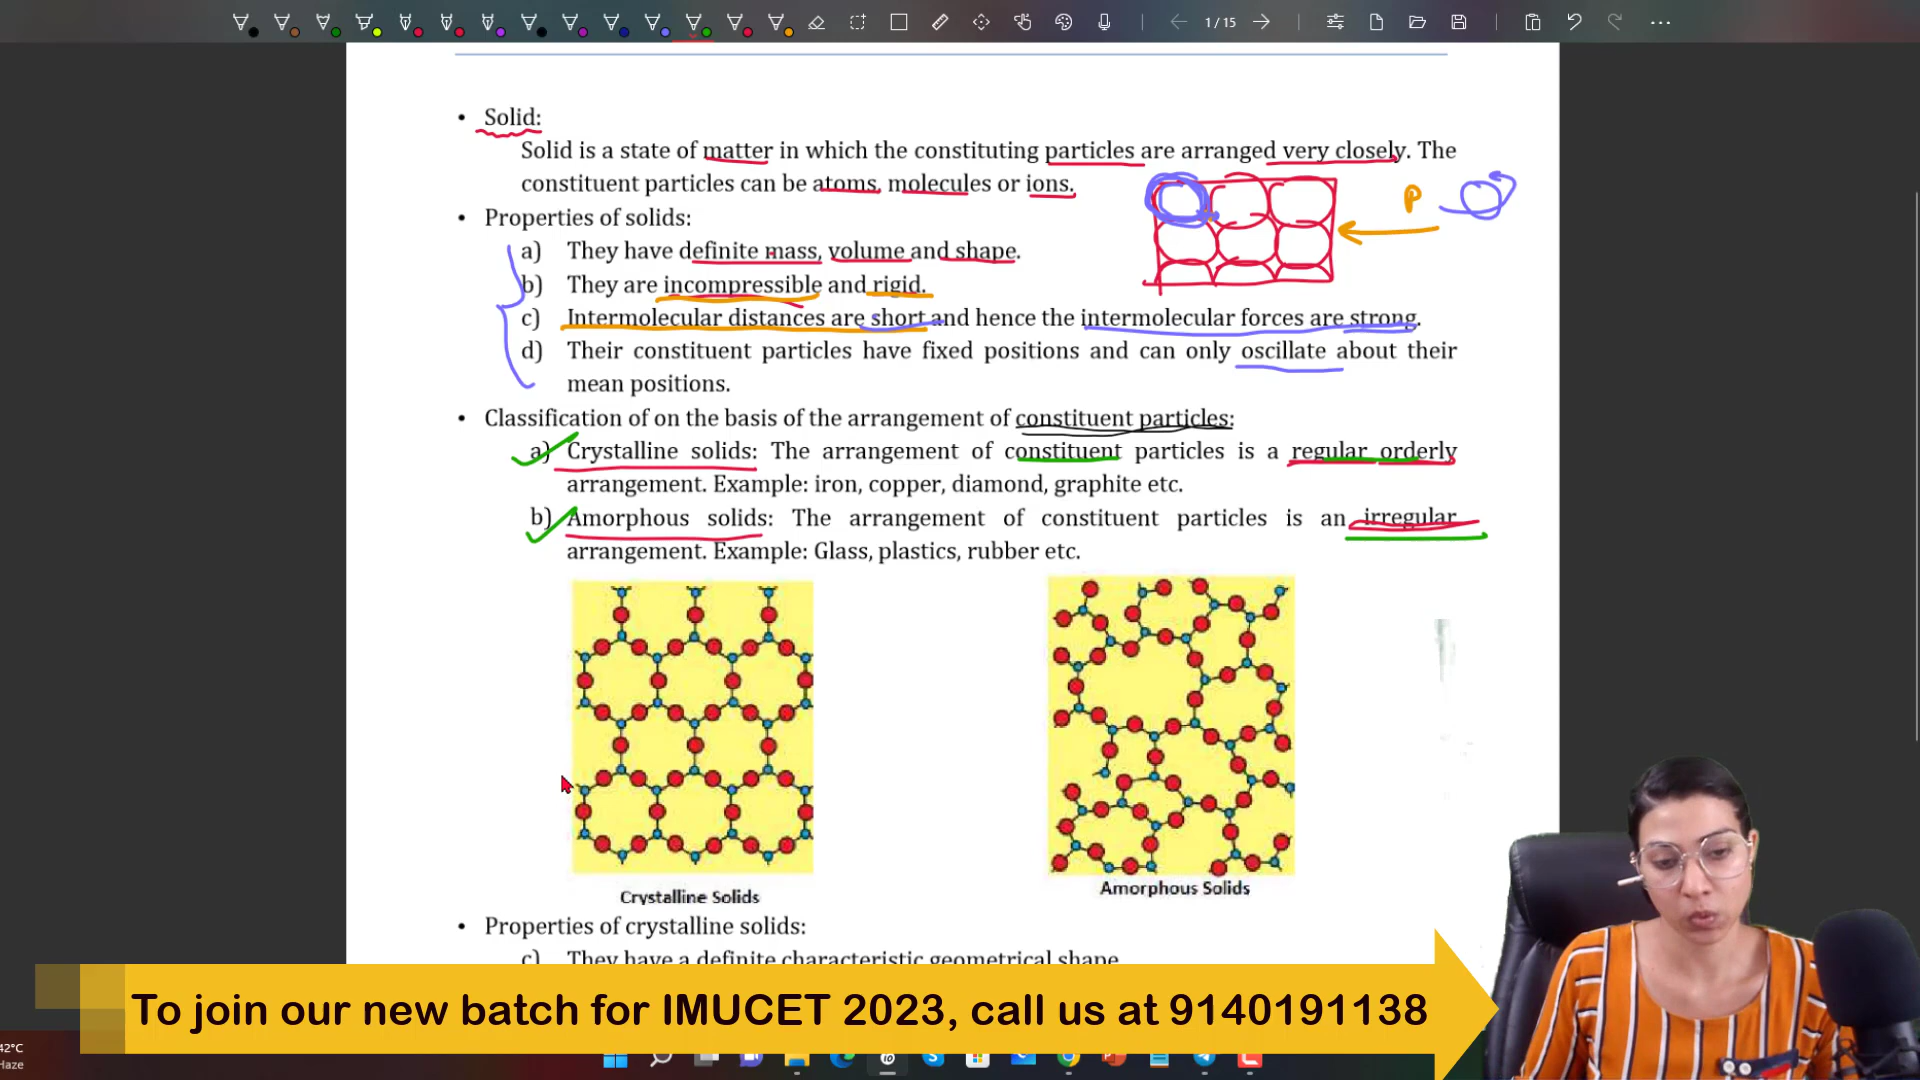 1 / 15
• Solid:
Solid is a state of matter in which the constituting particles are arranged very closely. The
constituent particles can be atoms, molecules or ions.
P
• Properties of solids:
a) They have definite mass, volume and shape.
b) They are incompressible and rigid.
c) Intermolecular distances are short and hence the intermolecular forces are strong.
d) Their constituent particles have fixed positions and can only oscillate about their
mean positions.
• Classification of on the basis of the arrangement of constituent particles:
a) Crystalline solids: The arrangement of constituent particles is a regular orderly
arrangement. Example: iron, copper, diamond, graphite etc.
b) Amorphous solids: The arrangement of constituent particles is an irregular
arrangement. Example: Glass, plastics, rubber etc.
Crystalline Solids
Amorphous Solids
• Properties of crystalline solids:
c) They have a definite characteristic geometrical shape
To join our new batch for IMUCET 2023, call us at 9140191138
42°C
Haze